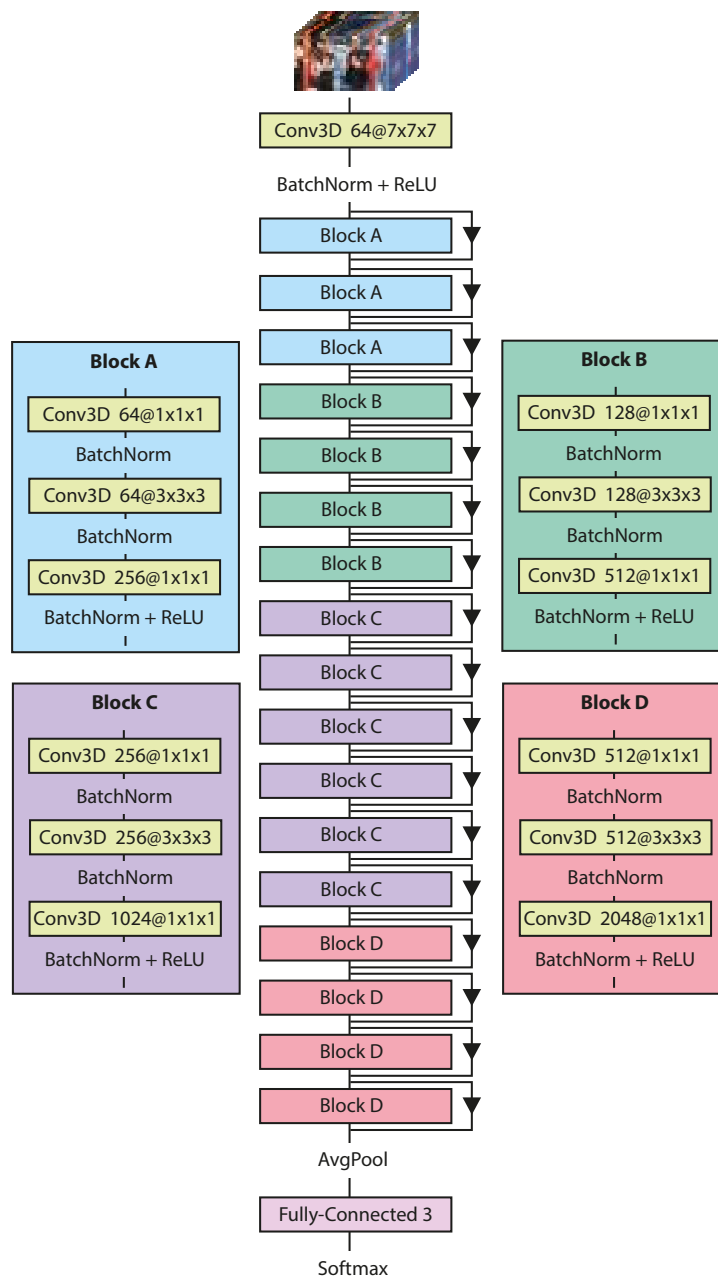 Conv3D 64@7x7x7
BatchNorm + ReLU
Block A
Block A
Block A
Block B
Block B
Block B
Block B
Block C
Block C
Block C
Block C
Block C
Block C
Block D
Block D
Block D
Block D
AvgPool
Fully-Connected 3
Softmax
Block A
Conv3D 64@1x1x1
BatchNorm
Conv3D 64@3x3x3
BatchNorm
Conv3D 256@1x1x1
BatchNorm + ReLU
Block B
Conv3D 128@1x1x1
BatchNorm
Conv3D 128@3x3x3
BatchNorm
Conv3D 512@1x1x1
BatchNorm + ReLU
Block C
Conv3D 256@1x1x1
BatchNorm
Conv3D 256@3x3x3
BatchNorm
Conv3D 1024@1x1x1
BatchNorm + ReLU
Block D
Conv3D 512@1x1x1
BatchNorm
Conv3D 512@3x3x3
BatchNorm
Conv3D 2048@1x1x1
BatchNorm + ReLU